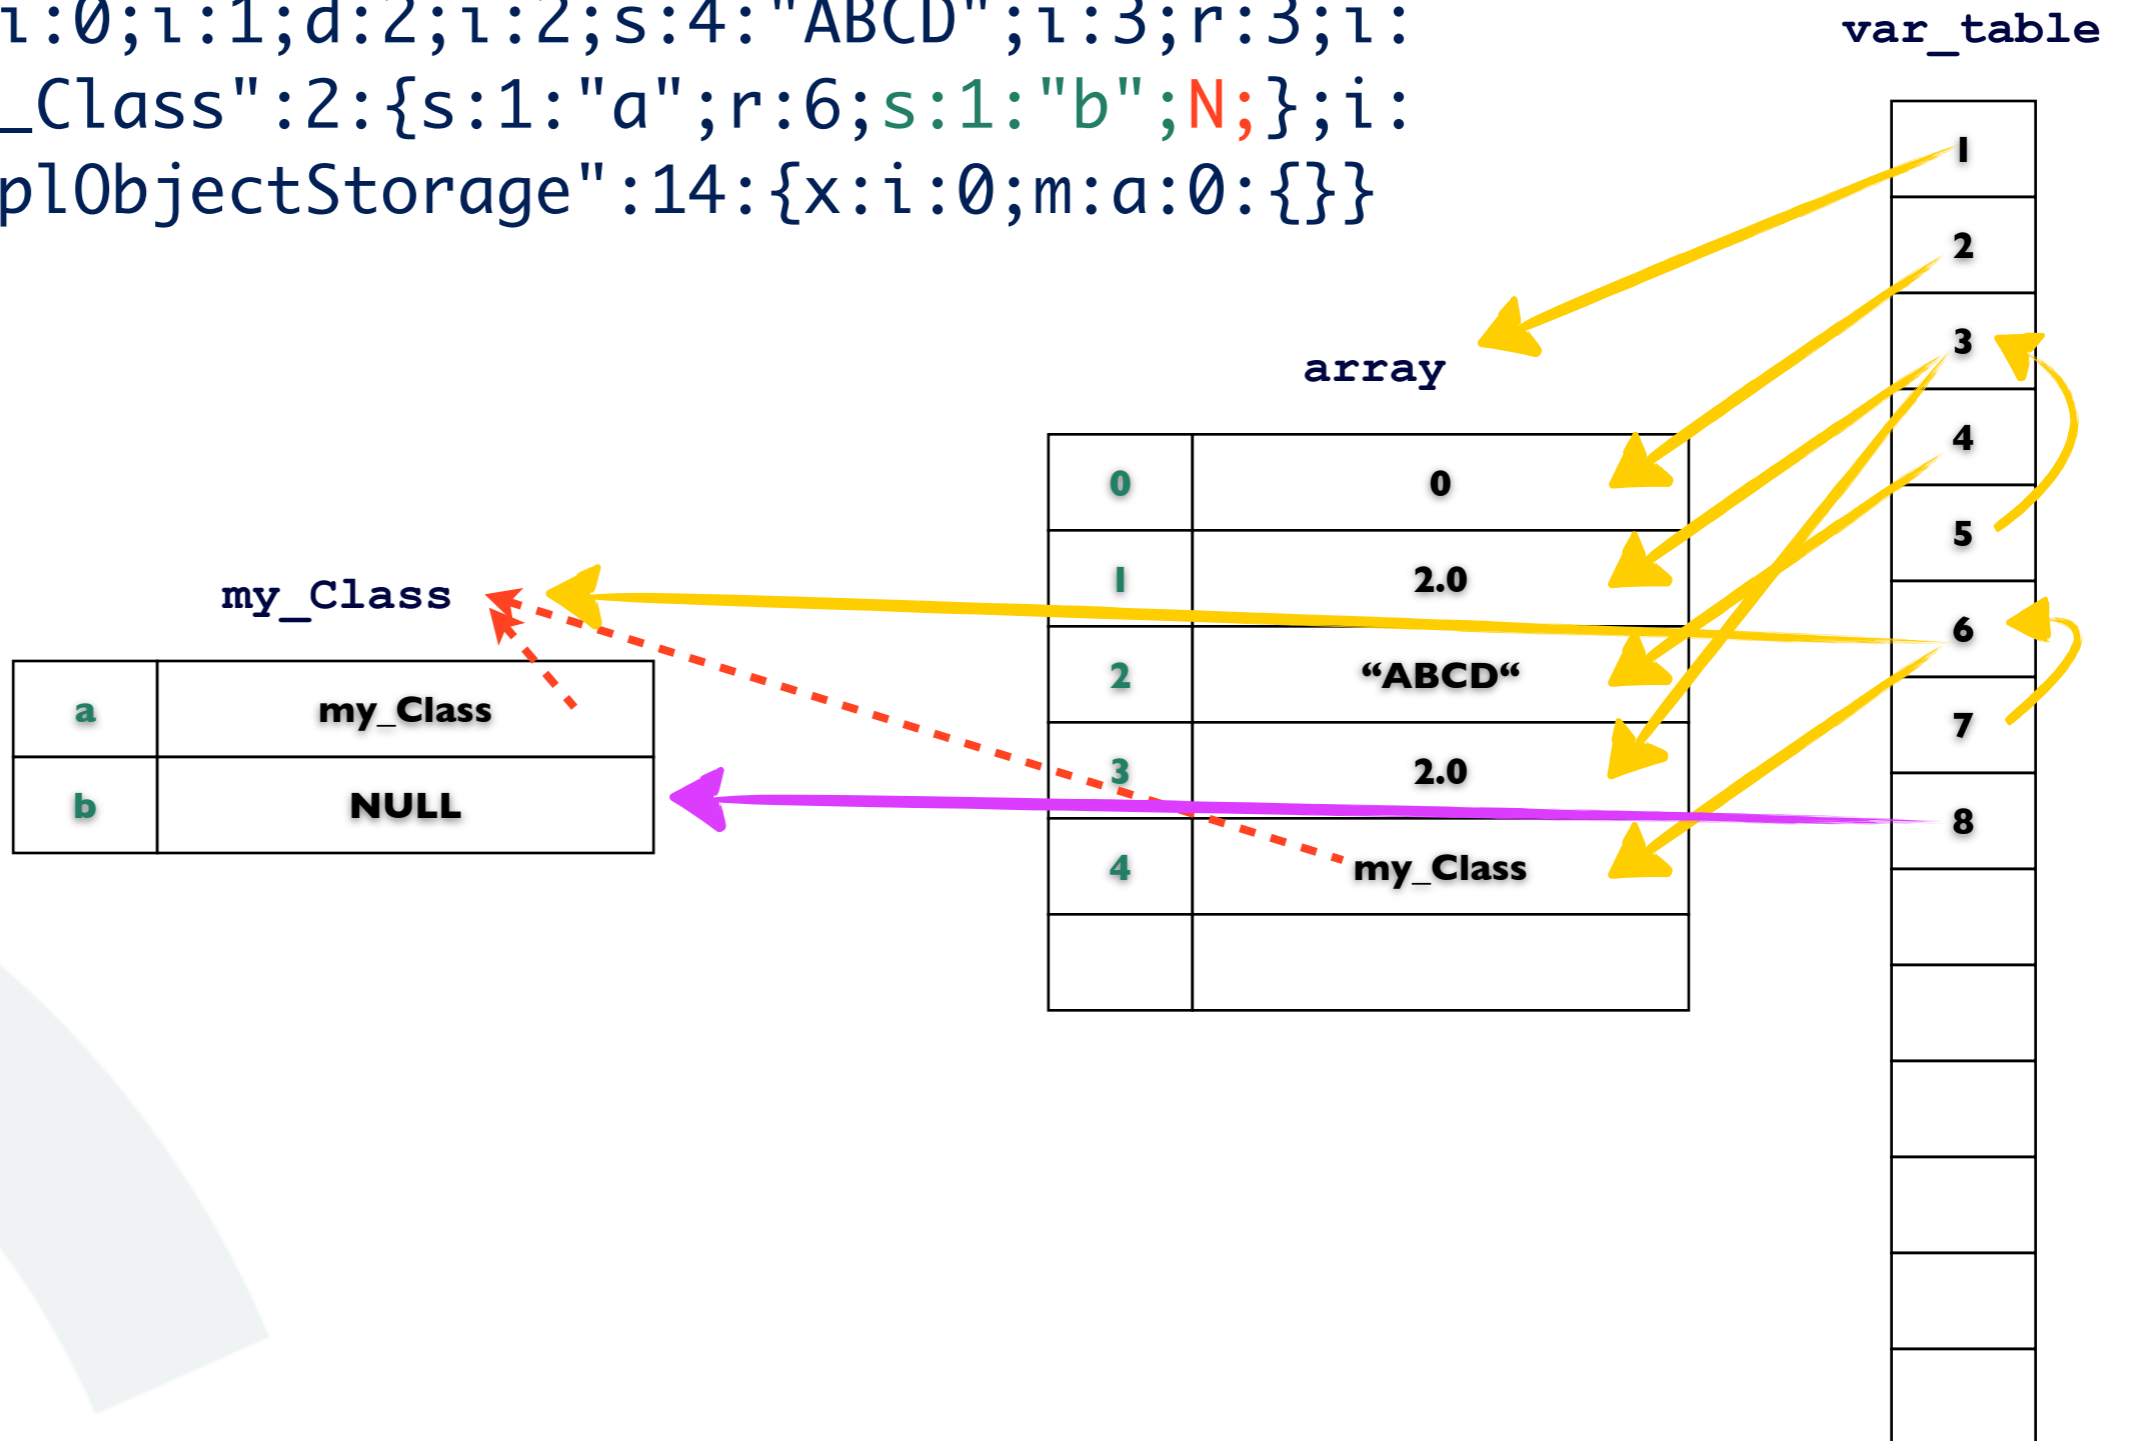 i:0;i:1;d:2;i:2;s:4:"ABCD";i:3;r:3;i:
_Class":2:{s:1:"a";r:6;s:1:"b";N;};i:
plObjectStorage":14:{x:i:0;m:a:0:{}}
var_table
1
2
3
4
5
6
7
8
array
0 0
1 2.0
2 “ABCD“
3 2.0
4 my_Class
my_Class
a my_Class
b NULL